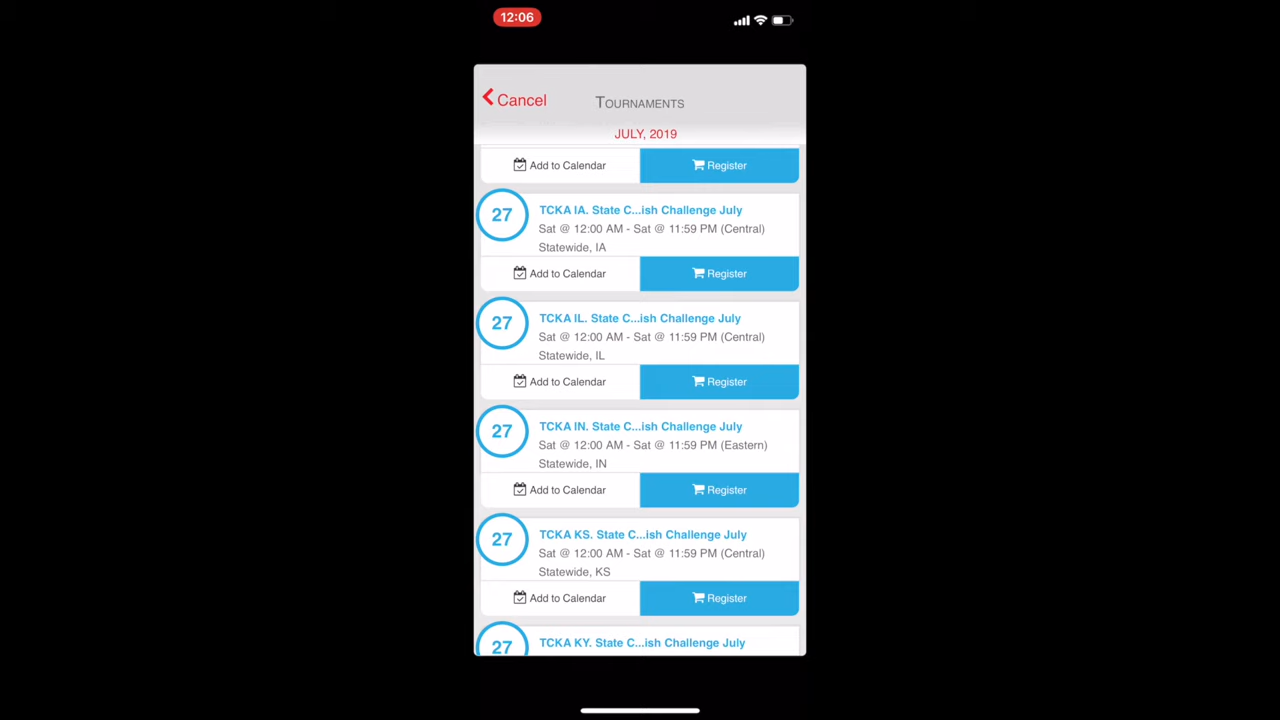 12:06
Cancel
TOURNAMENTS
JULY, 2019
Add to Calendar
Register
27
TCKA IA. State C...ish Challenge July
Sat @ 12:00 AM - Sat @ 11:59 PM (Central)
Statewide, IA
Add to Calendar
Register
27
TCKA IL. State C...ish Challenge July
Sat @ 12:00 AM - Sat @ 11:59 PM (Central)
Statewide, IL
Add to Calendar
Register
27
TCKA IN. State C...ish Challenge July
Sat @ 12:00 AM - Sat @ 11:59 PM (Eastern)
Statewide, IN
Add to Calendar
Register
27
TCKA KS. State C...ish Challenge July
Sat @ 12:00 AM - Sat @ 11:59 PM (Central)
Statewide, KS
Add to Calendar
Register
27
TCKA KY. State C...ish Challenge July